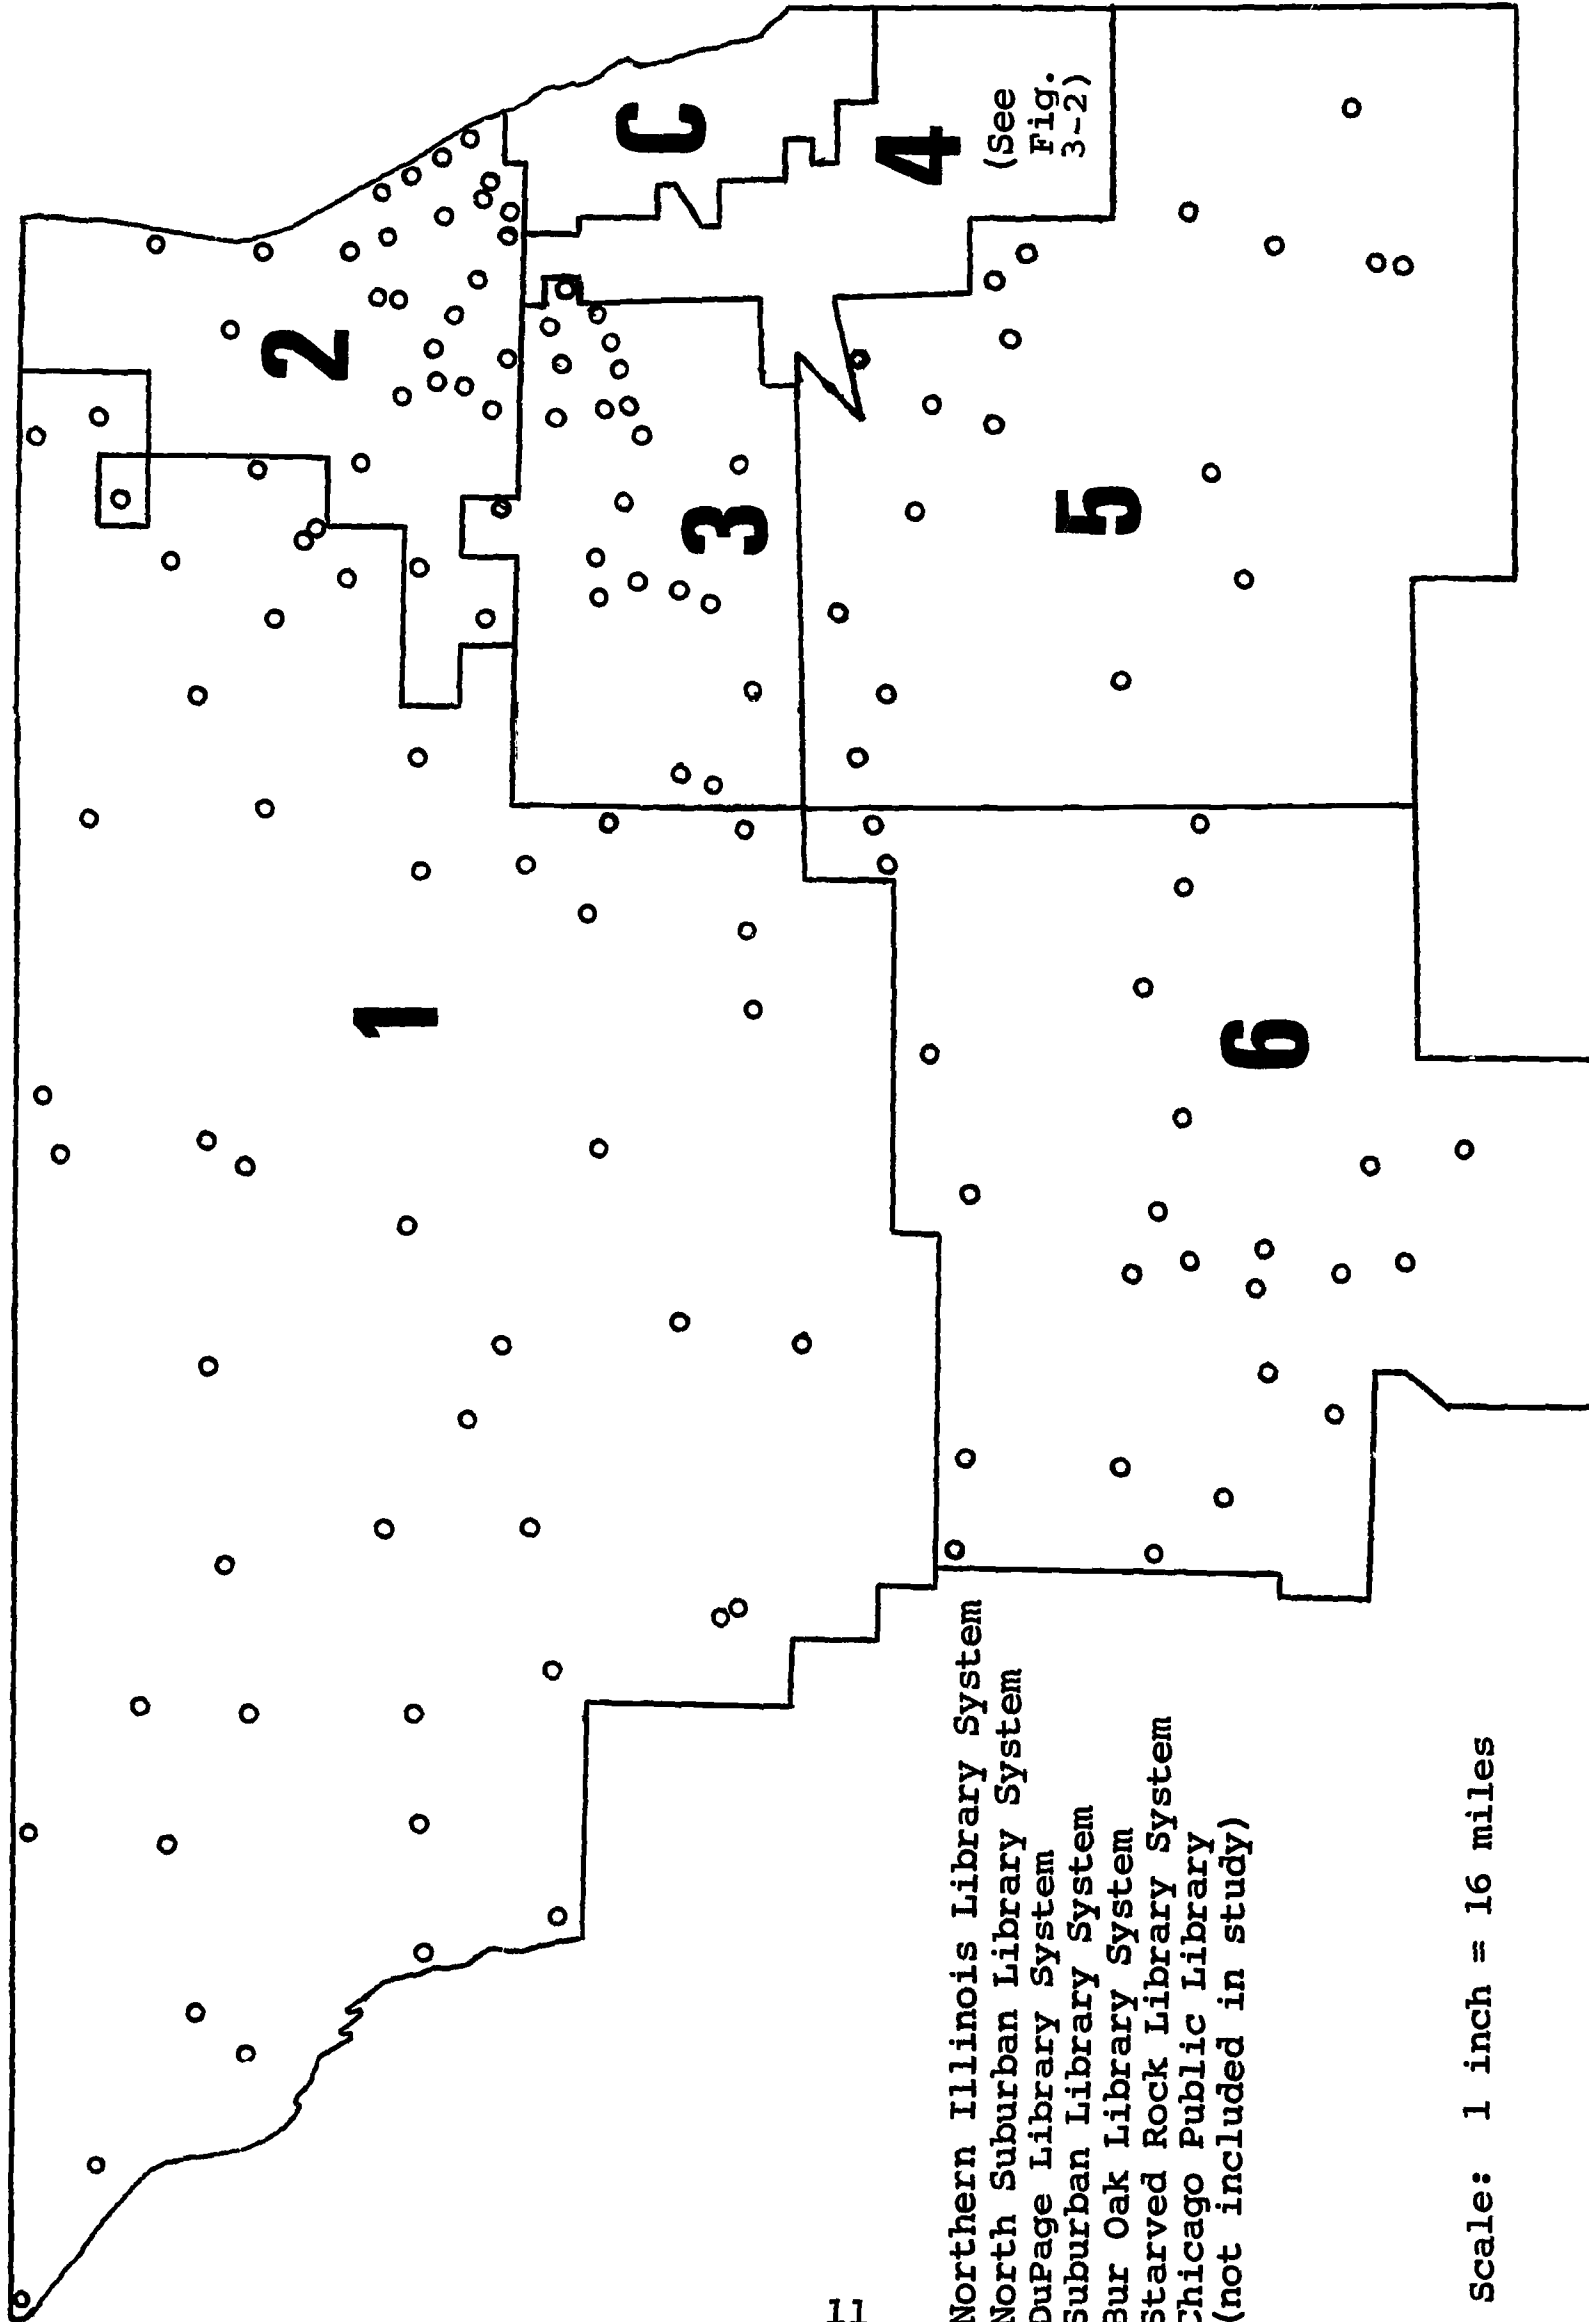 1
2
3
C
4
(See
Fig.
3-2)
5
6
Northern Illinois Library System
North Suburban Library System
DuPage Library System
Suburban Library System
Bur Oak Library System
Starved Rock Library System
Chicago Public Library
(not included in study)
Scale: 1 inch = 16 miles
11